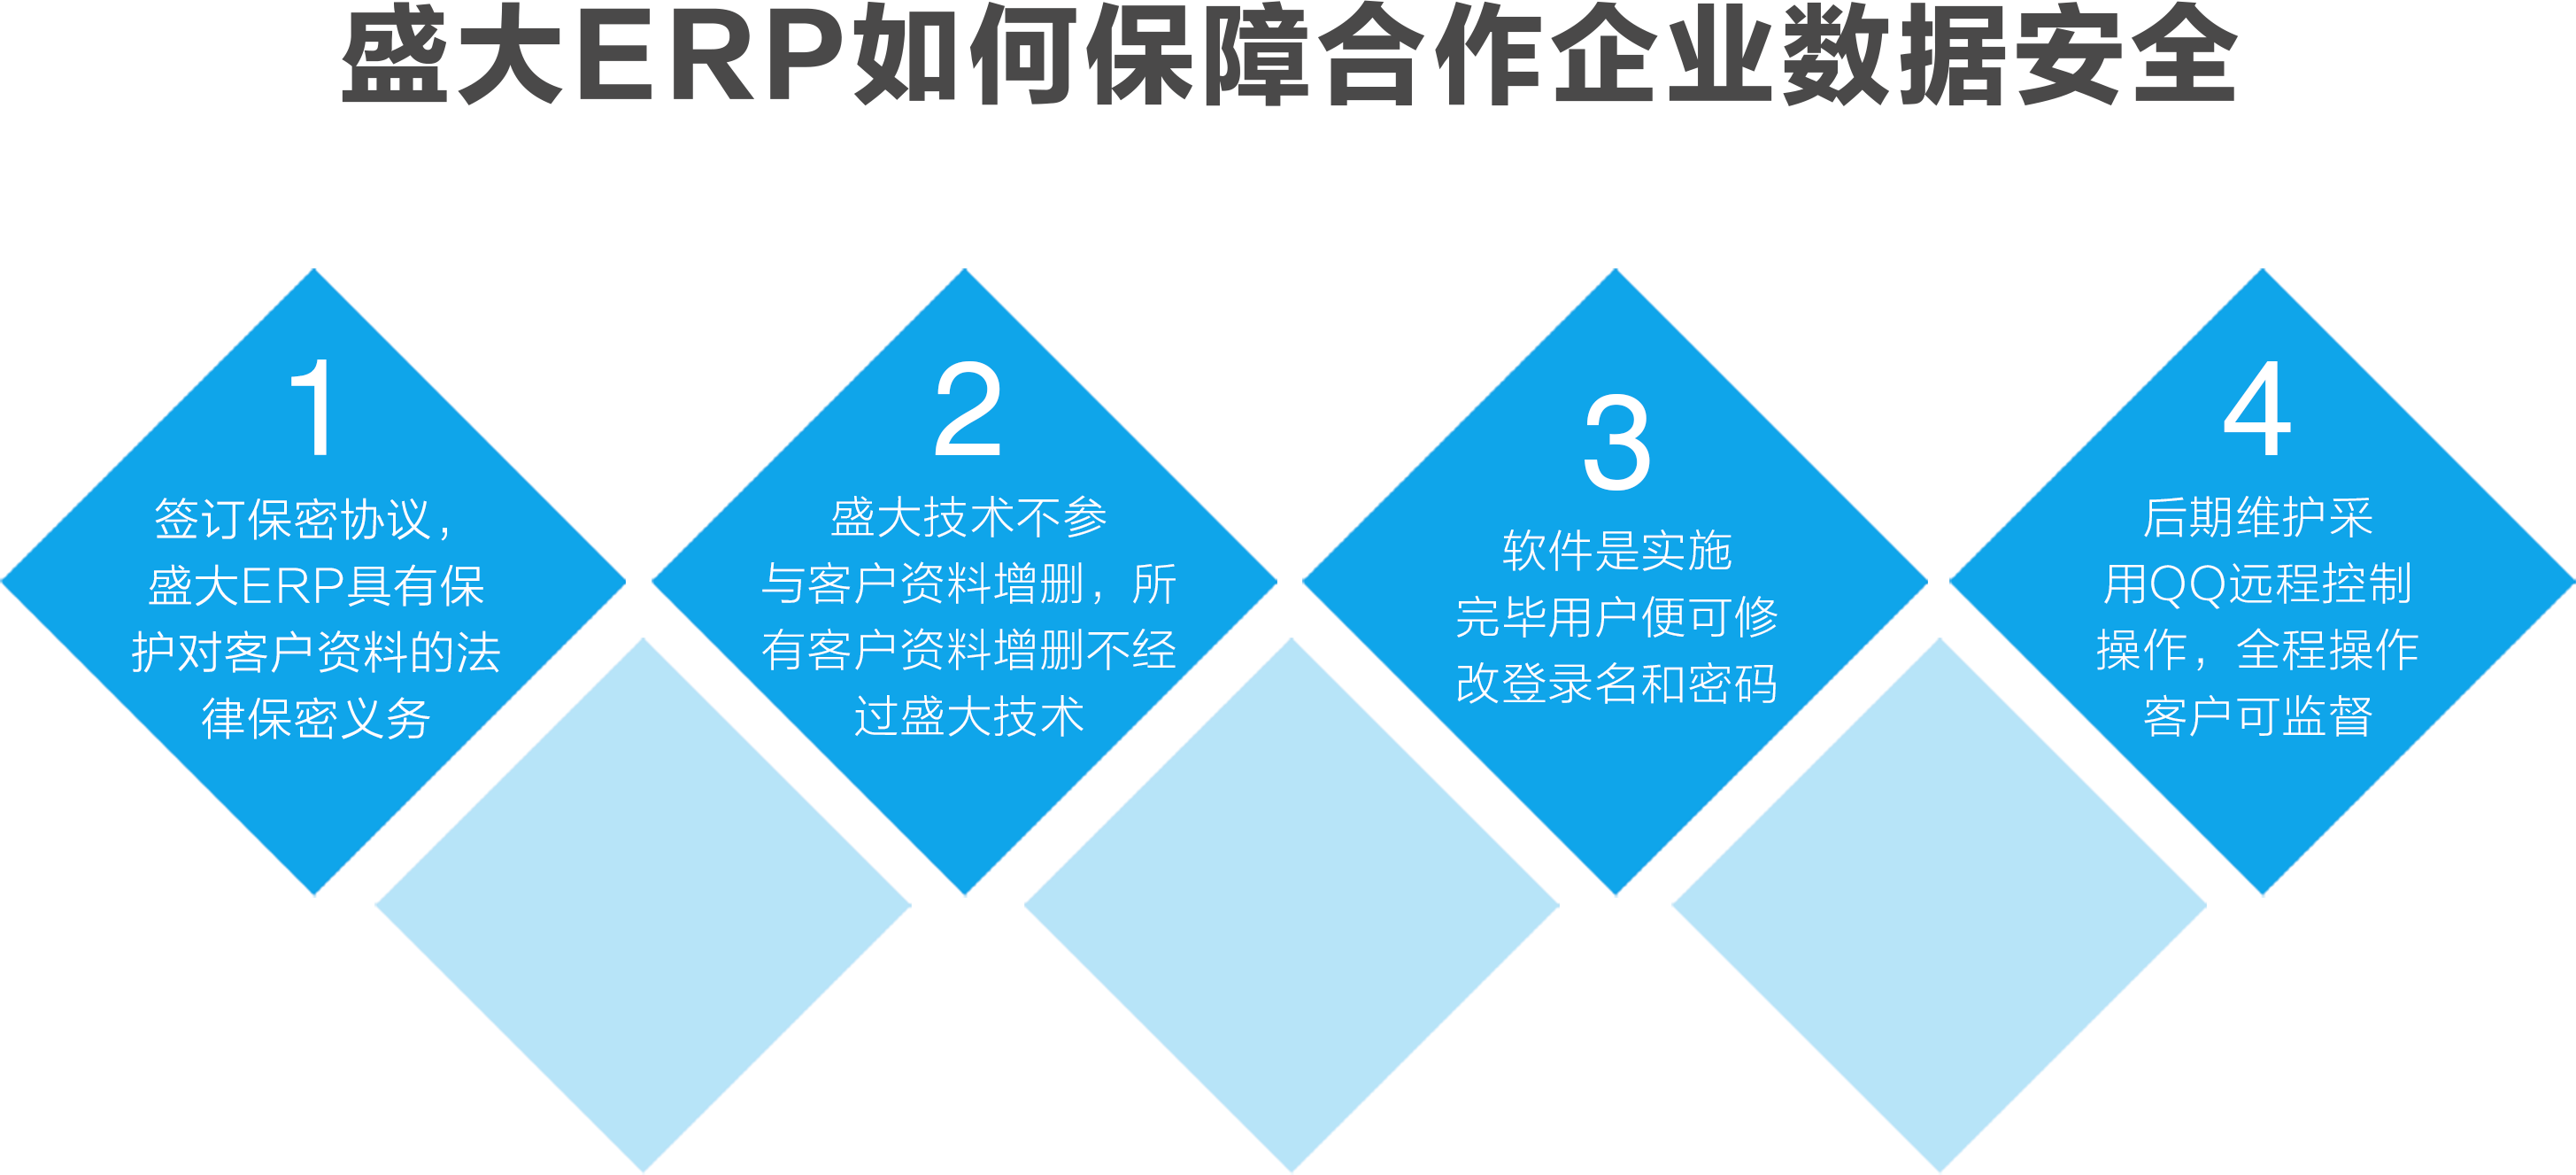 盛大ERP如何保障合作企业数据安全
1
签订保密协议，
盛大ERP具有保
护对客户资料的法
律保密义务
2
盛大技术不参
与客户资料增删，所
有客户资料增删不经
过盛大技术
3
软件是实施
完毕用户便可修
改登录名和密码
4
后期维护采
用QQ远程控制
操作，全程操作
客户可监督